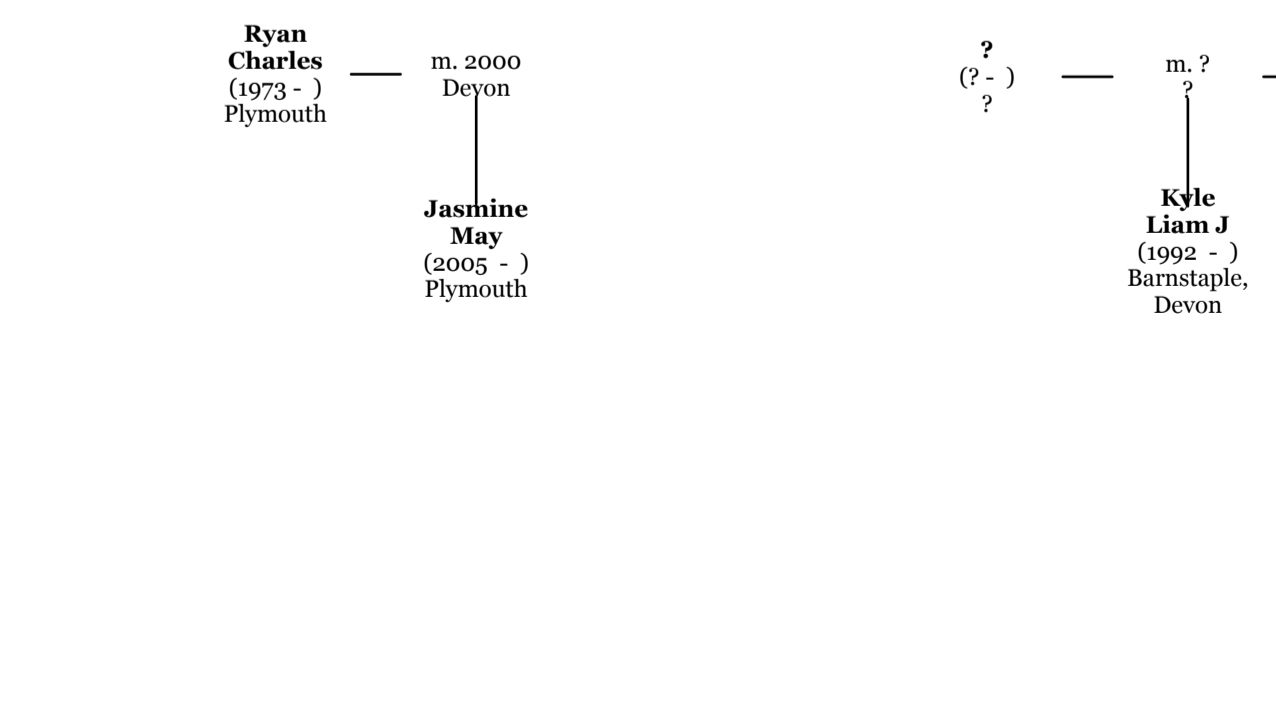 Ryan
Charles
(1973 -  )
Plymouth
m. 2000
Devon
Jasmine
May
(2005  -  )
Plymouth
?
(? -  )
?
m. ?
?
Kyle
Liam J
(1992  -  )
Barnstaple,
Devon